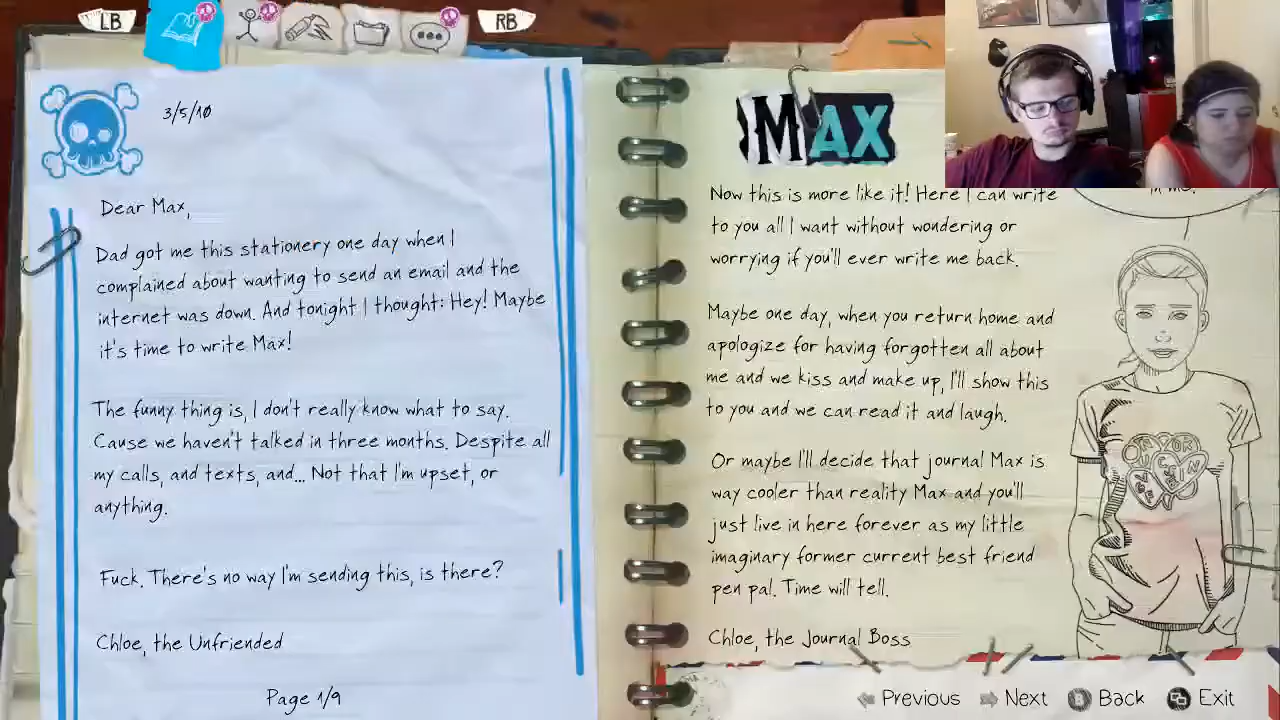 LB
RB
3/5/10
Dear Max,
Dad got me this stationery one day when I
complained about wanting to send an email and the
internet was down. And tonight I thought: Hey! Maybe
it's time to write Max!
The funny thing is, I don't really know what to say.
Cause we haven't talked in three months. Despite all
my calls, and texts, and... Not that I'm upset, or
anything.
Fuck. There's no way I'm sending this, is there?
Chloe, the Unfriended
Page 1/9
MAX
in me.
Now this is more like it! Here I can write
to you all I want without wondering or
worrying if you'll ever write me back.
Maybe one day, when you return home and
apologize for having forgotten all about
me and we kiss and make up, I'll show this
to you and we can read it and laugh.
Or maybe I'll decide that journal Max is
way cooler than reality Max and you'll
just live in here forever as my little
imaginary former current best friend
pen pal. Time will tell.
Chloe, the Journal Boss
Previous
Next
Back
Exit